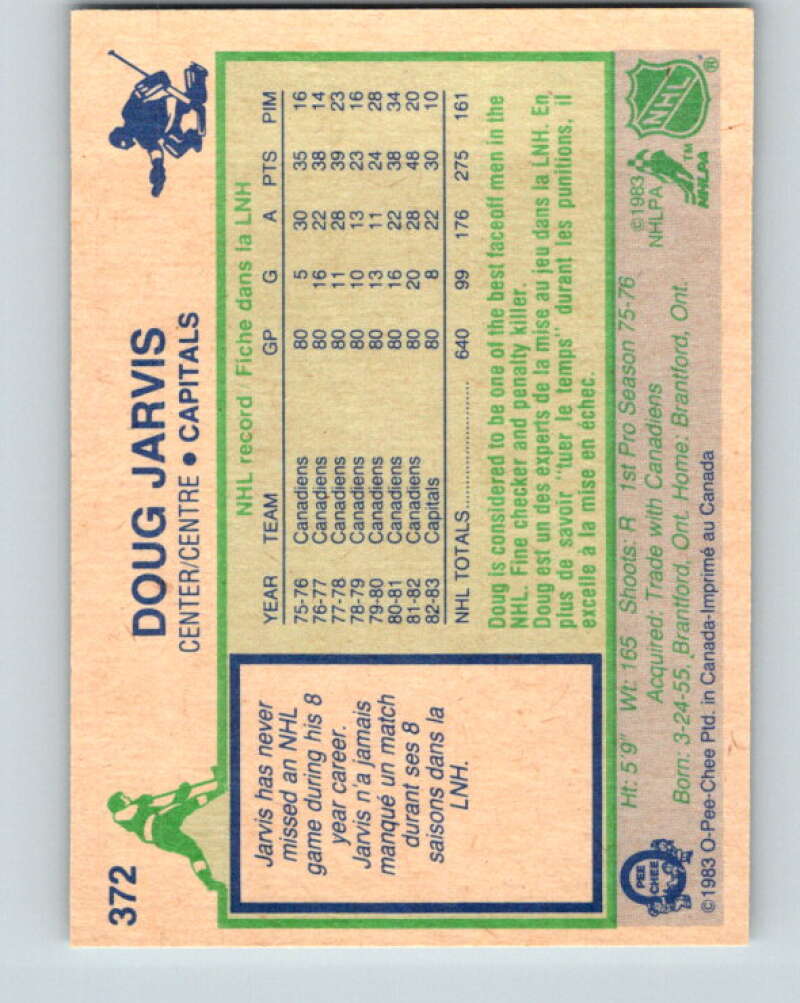 372
DOUG JARVIS
CENTER/CENTRE • CAPITALS
Jarvis has never
missed an NHL
game during his 8
year career.
Jarvis n'a jamais
manqué un match
durant ses 8
saisons dans la
LNH.
NHL record / Fiche dans la LNH
YEAR TEAM GP G A PTS PIM
75-76 Canadiens 80 5 30 35 16
76-77 Canadiens 80 16 22 38 14
77-78 Canadiens 80 11 28 39 23
78-79 Canadiens 80 10 13 23 16
79-80 Canadiens 80 13 11 24 28
80-81 Canadiens 80 16 22 38 34
81-82 Canadiens 80 20 28 48 20
82-83 Capitals 80 8 22 30 10
NHL TOTALS.................... 640 99 176 275 161
Doug is considered to be one of the best faceoff men in the
NHL. Fine checker and penalty killer.
Doug est un des experts de la mise au jeu dans la LNH. En
plus de savoir "tuer le temps" durant les punitions, il
excelle à la mise en échec.
Ht: 5'9" Wt: 165 Shoots: R 1st Pro Season 75-76
Acquired: Trade with Canadiens
Born: 3-24-55, Brantford, Ont. Home: Brantford, Ont.
©1983 O-Pee-Chee Ptd. in Canada-Imprimé au Canada
O
PEE
CHEE
©1983
NHLPA
TM
NHLPA
NHL
®